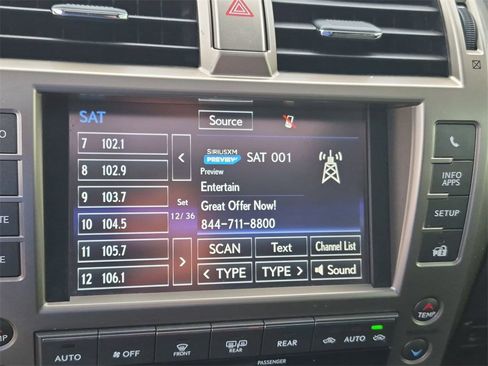 SAT
Source
7 102.1
8 102.9
9 103.7
10 104.5
11 105.7
12 106.1
<
Set
12/36
>
SIRIUSXM
PREVIEW
SAT 001
Preview
Entertain
Great Offer Now!
844-711-8800
SCAN
Text
Channel List
< TYPE
TYPE >
Sound
INFO
APPS
SETUP
TEMP
AUTO
OFF
FRONT
REAR
REAR
AUTO
PASSENGER